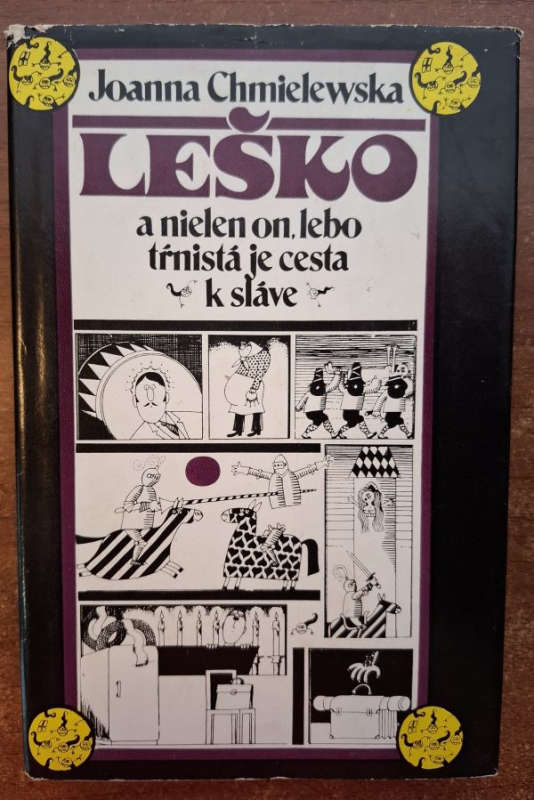 Joanna Chmielewska
LEŠKO
a nielen on, lebo
tŕnistá je cesta
k sláve